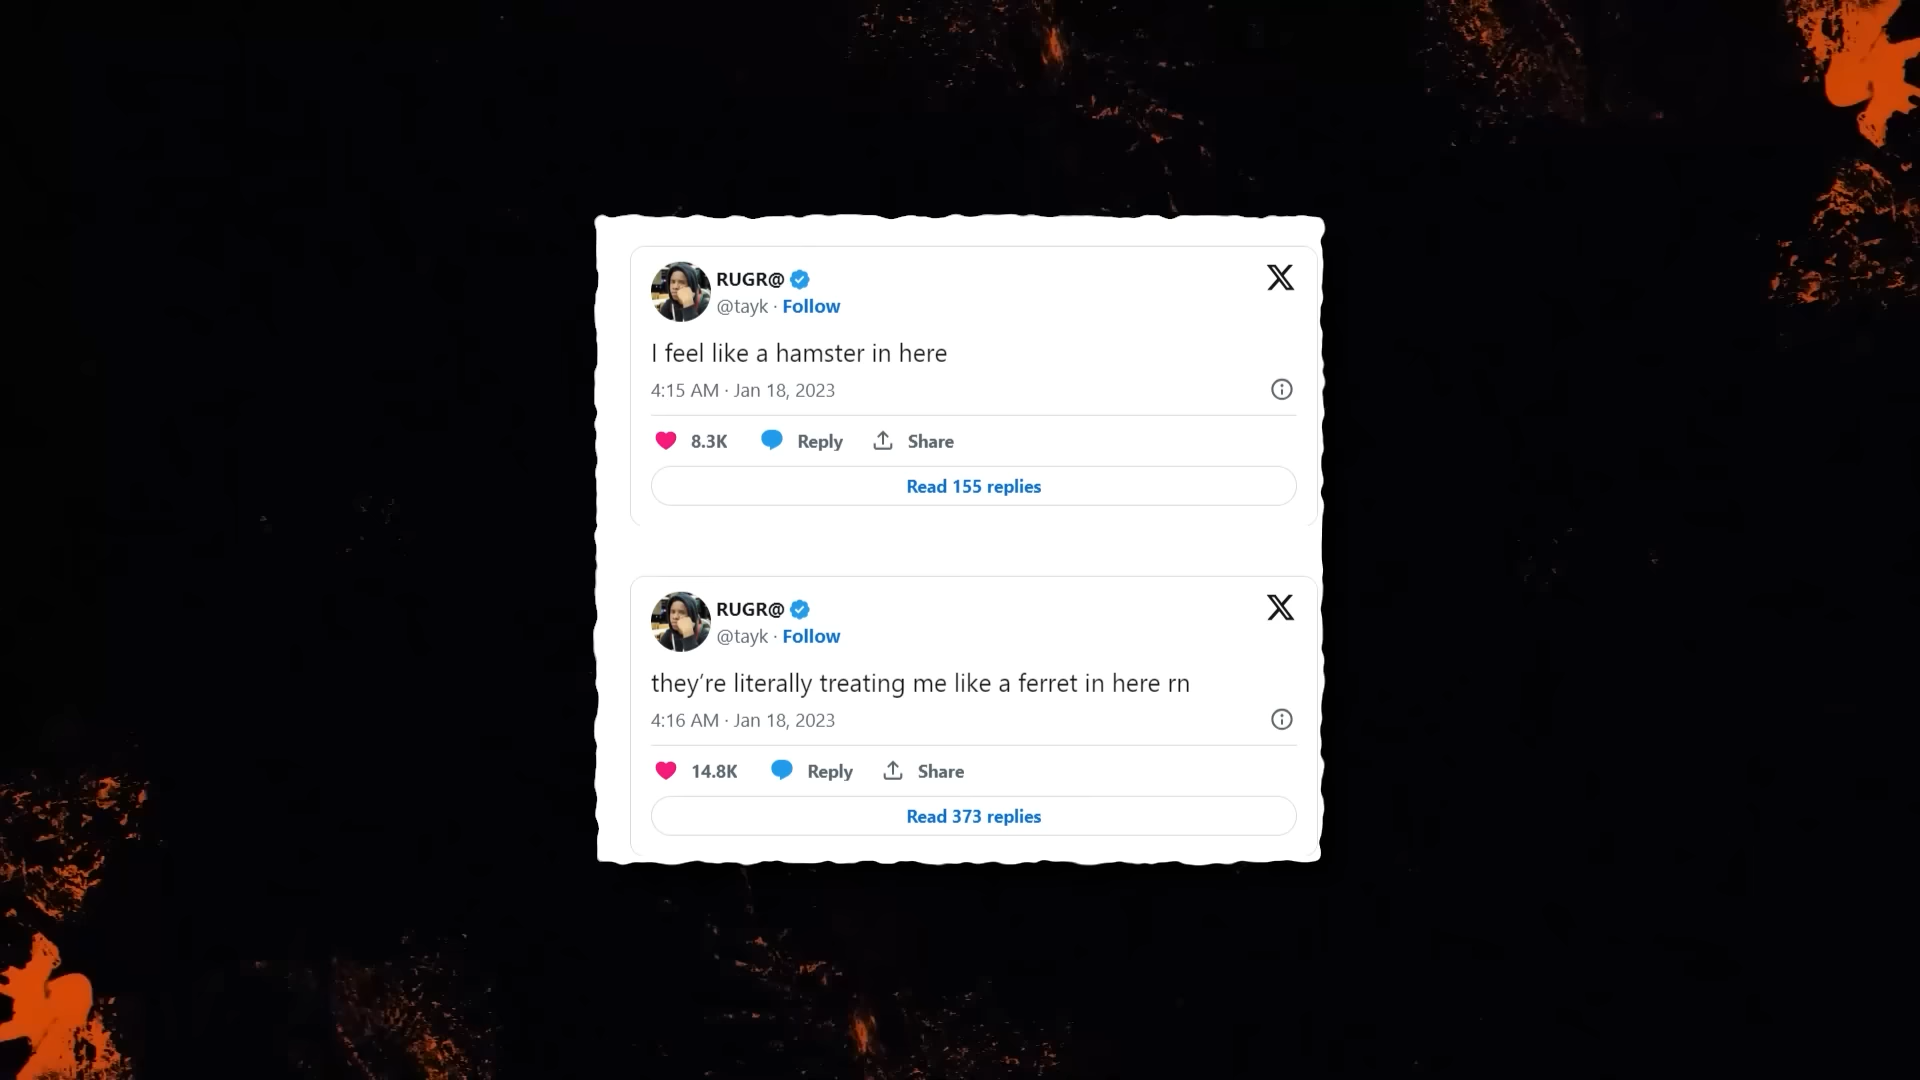 RUGR@
@tayk · Follow
I feel like a hamster in here
4:15 AM · Jan 18, 2023
8.3K Reply Share
Read 155 replies
RUGR@
@tayk · Follow
they’re literally treating me like a ferret in here rn
4:16 AM · Jan 18, 2023
14.8K Reply Share
Read 373 replies